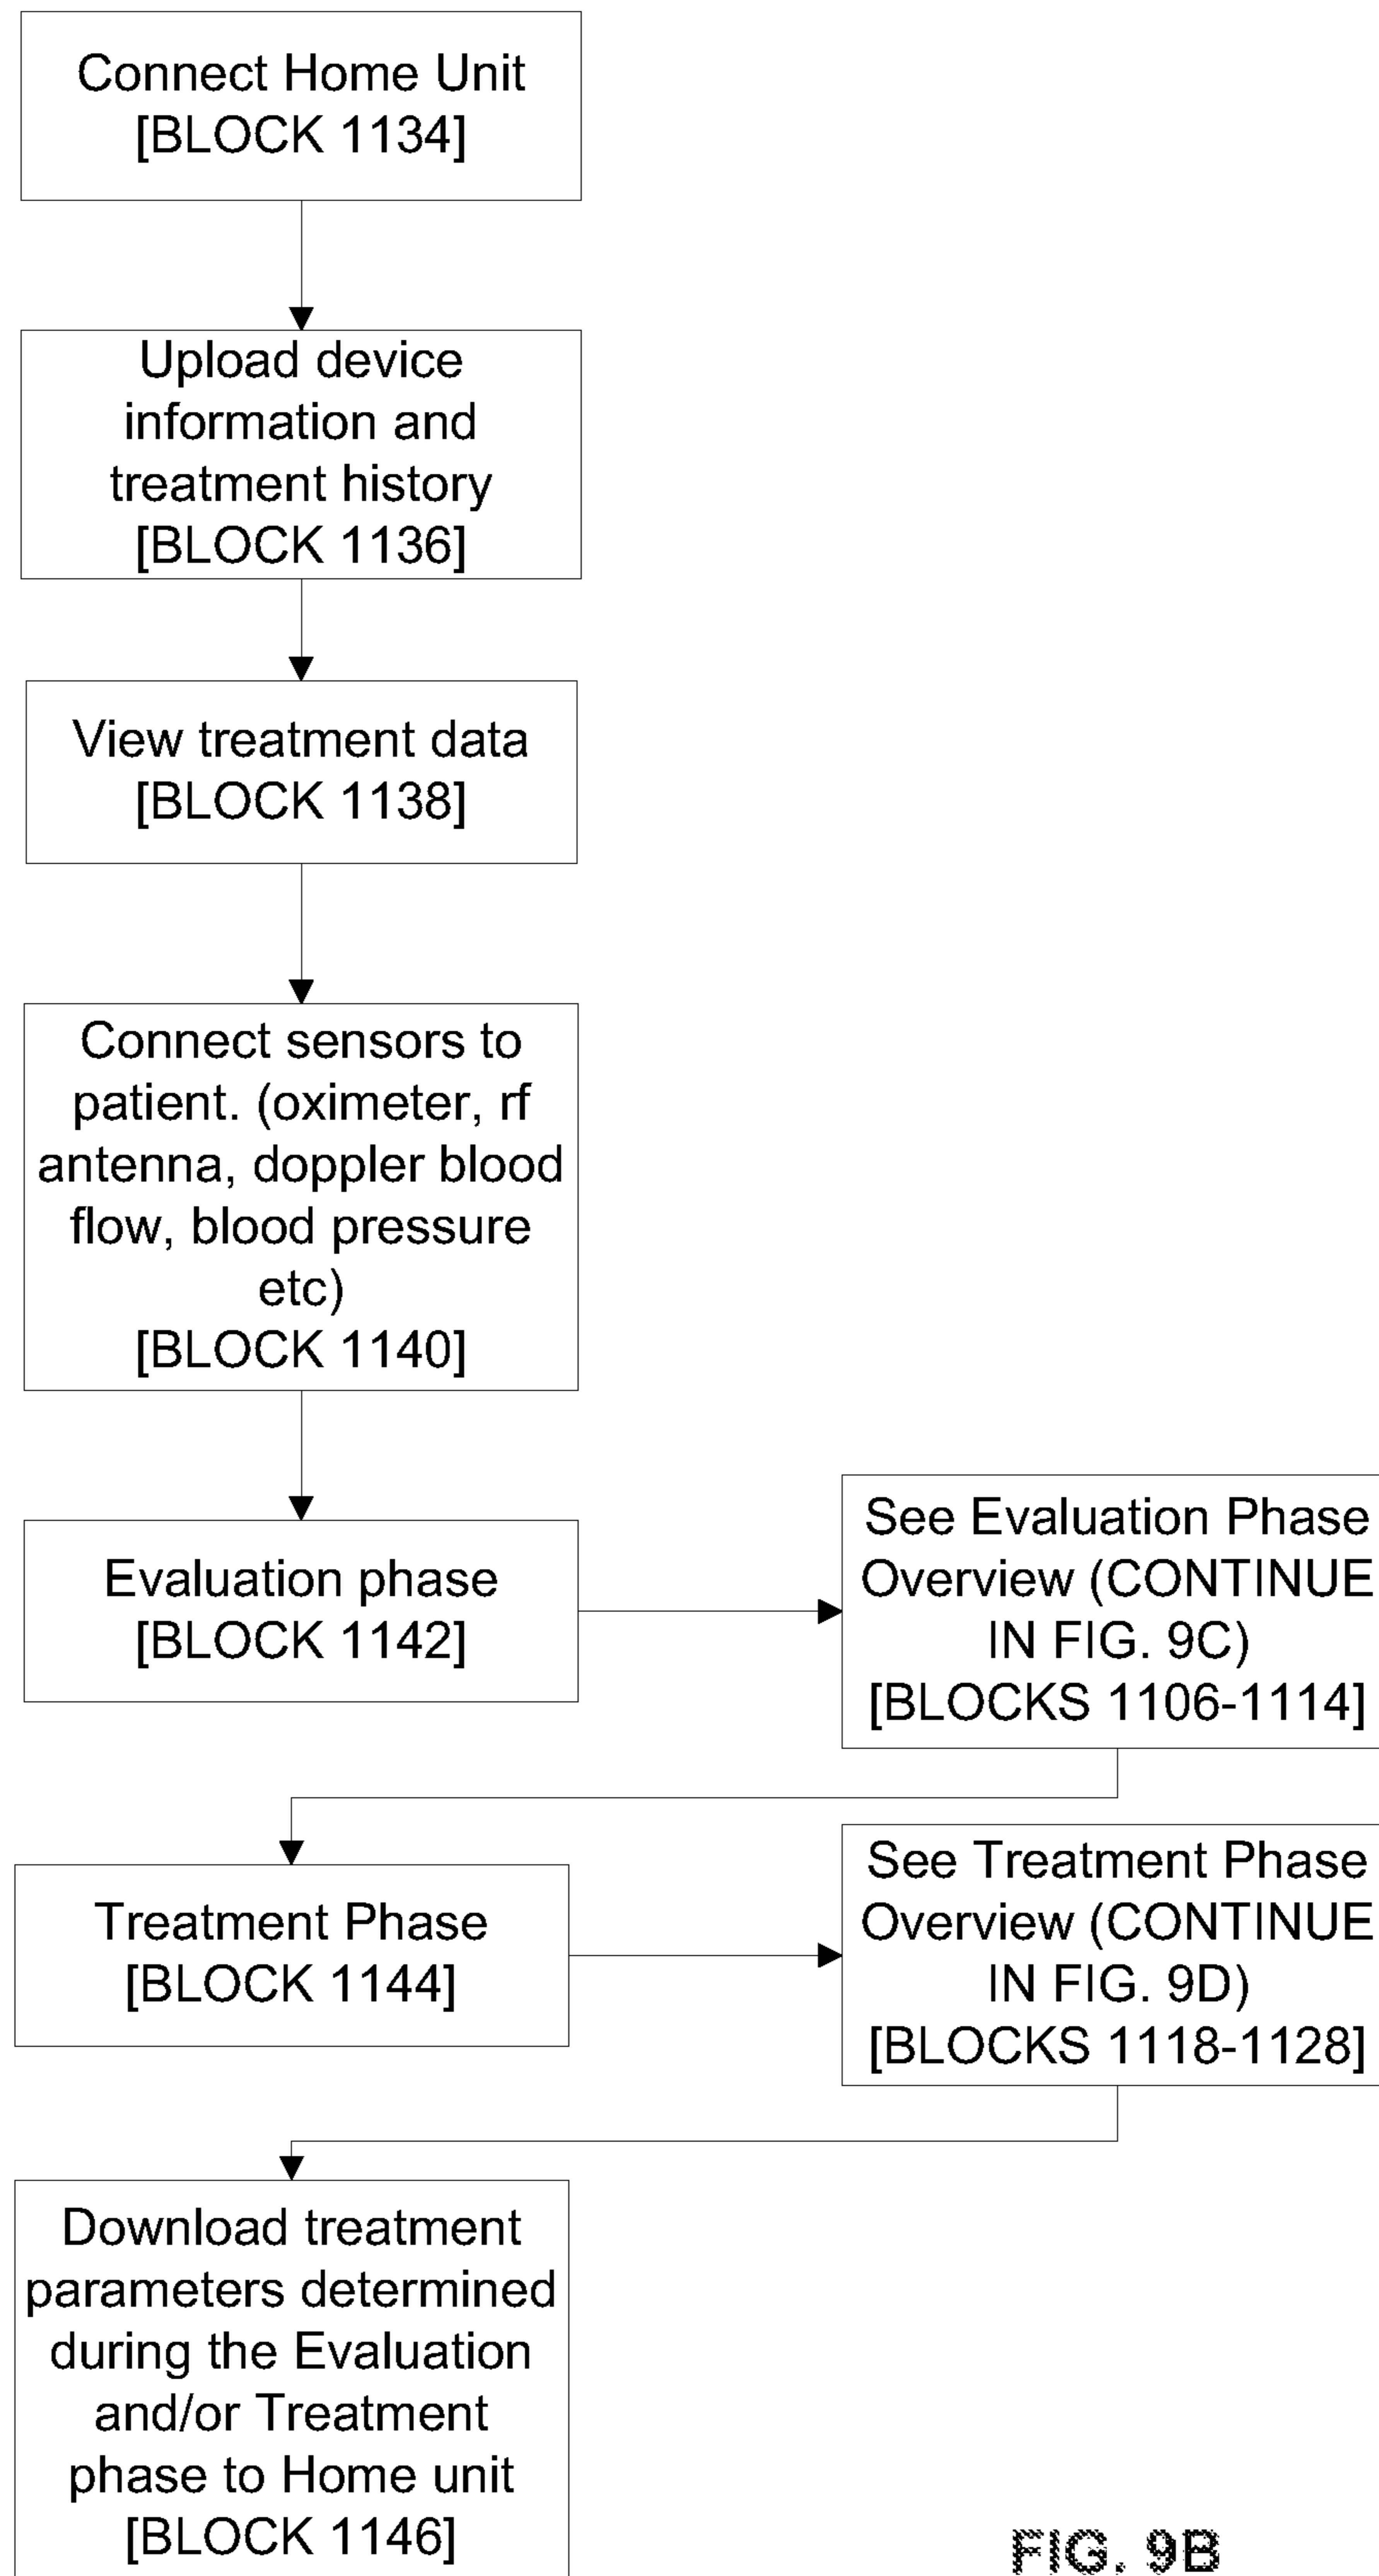 Connect Home Unit
[BLOCK 1134]
Upload device
information and
treatment history
[BLOCK 1136]
View treatment data
[BLOCK 1138]
Connect sensors to
patient. (oximeter, rf
antenna, doppler blood
flow, blood pressure
etc)
[BLOCK 1140]
Evaluation phase
[BLOCK 1142]
See Evaluation Phase
Overview (CONTINUE
IN FIG. 9C)
[BLOCKS 1106-1114]
Treatment Phase
[BLOCK 1144]
See Treatment Phase
Overview (CONTINUE
IN FIG. 9D)
[BLOCKS 1118-1128]
Download treatment
parameters determined
during the Evaluation
and/or Treatment
phase to Home unit
[BLOCK 1146]
FIG. 9B